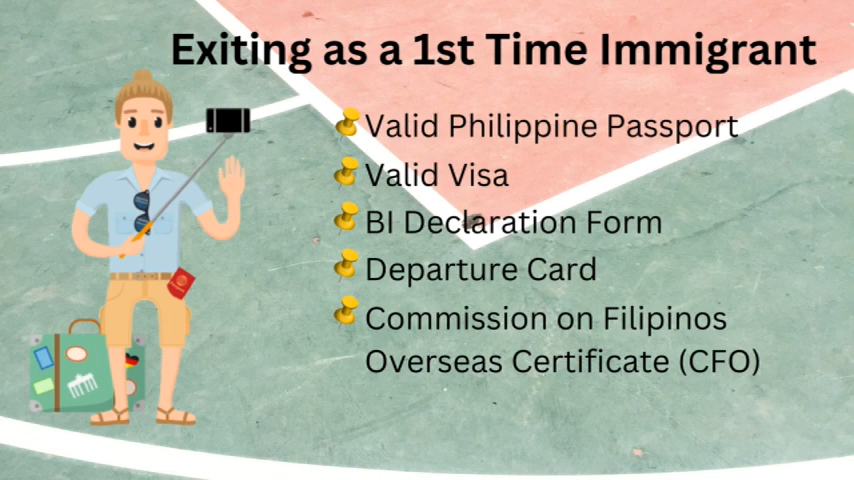 Exiting as a 1st Time Immigrant
Valid Philippine Passport
Valid Visa
BI Declaration Form
Departure Card
Commission on Filipinos
Overseas Certificate (CFO)